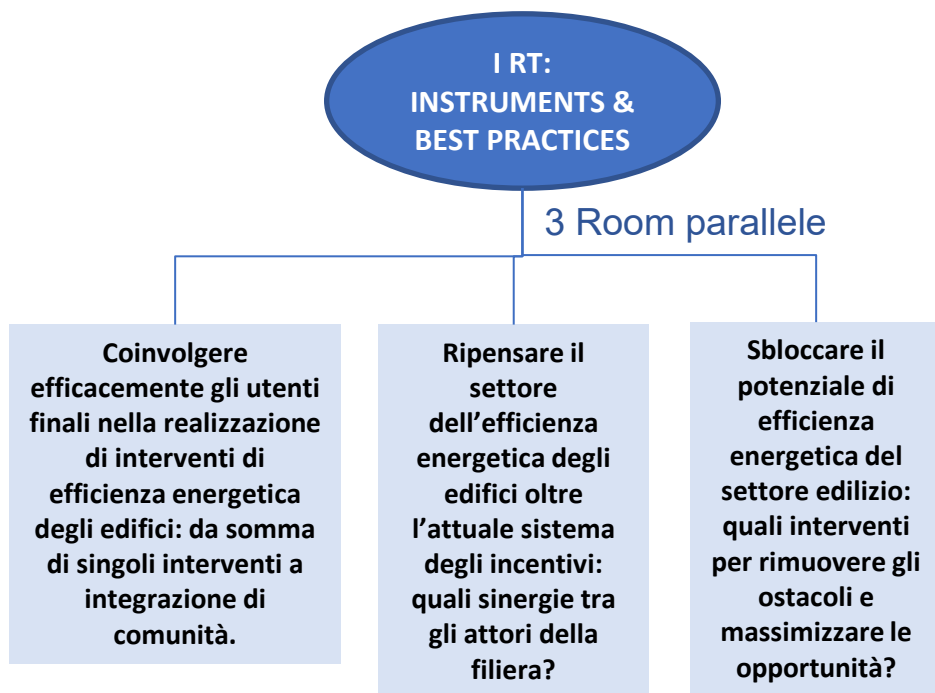 I RT:
INSTRUMENTS &
BEST PRACTICES
3 Room parallele
Coinvolgere
efficacemente gli utenti
finali nella realizzazione
di interventi di
efficienza energetica
degli edifici: da somma
di singoli interventi a
integrazione di
comunità.
Ripensare il
settore
dell’efficienza
energetica degli
edifici oltre
l’attuale sistema
degli incentivi:
quali sinergie tra
gli attori della
filiera?
Sbloccare il
potenziale di
efficienza
energetica del
settore edilizio:
quali interventi
per rimuovere gli
ostacoli e
massimizzare le
opportunità?